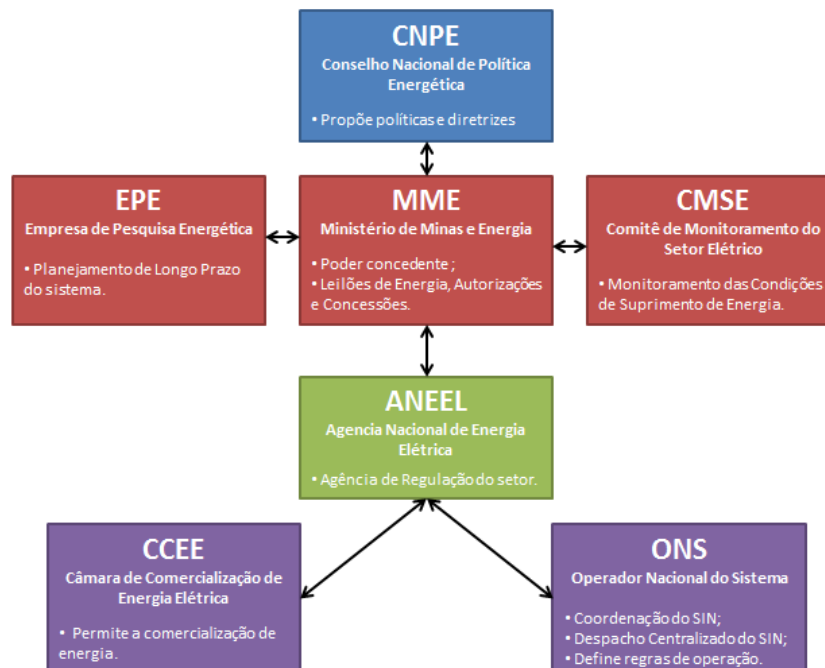 CNPE
Conselho Nacional de Política
Energética
• Propõe políticas e diretrizes
EPE
Empresa de Pesquisa Energética
• Planejamento de Longo Prazo
do sistema.
MME
Ministério de Minas e Energia
• Poder concedente ;
• Leilões de Energia, Autorizações
e Concessões.
CMSE
Comitê de Monitoramento do
Setor Elétrico
• Monitoramento das Condições
de Suprimento de Energia.
ANEEL
Agencia Nacional de Energia
Elétrica
• Agência de Regulação do setor.
CCEE
Câmara de Comercialização de
Energia Elétrica
• Permite a comercialização de
energia.
ONS
Operador Nacional do Sistema
• Coordenação do SIN;
• Despacho Centralizado do SIN;
• Define regras de operação.